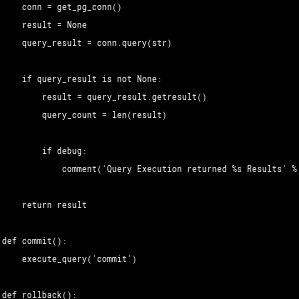 conn = get_pg_conn()
result = None
query_result = conn.query(str)
if query_result is not None:
result = query_result.getresult()
query_count = len(result)
if debug:
comment('Query Execution returned %s Results' %
return result
def commit():
execute_query('commit')
def rollback():